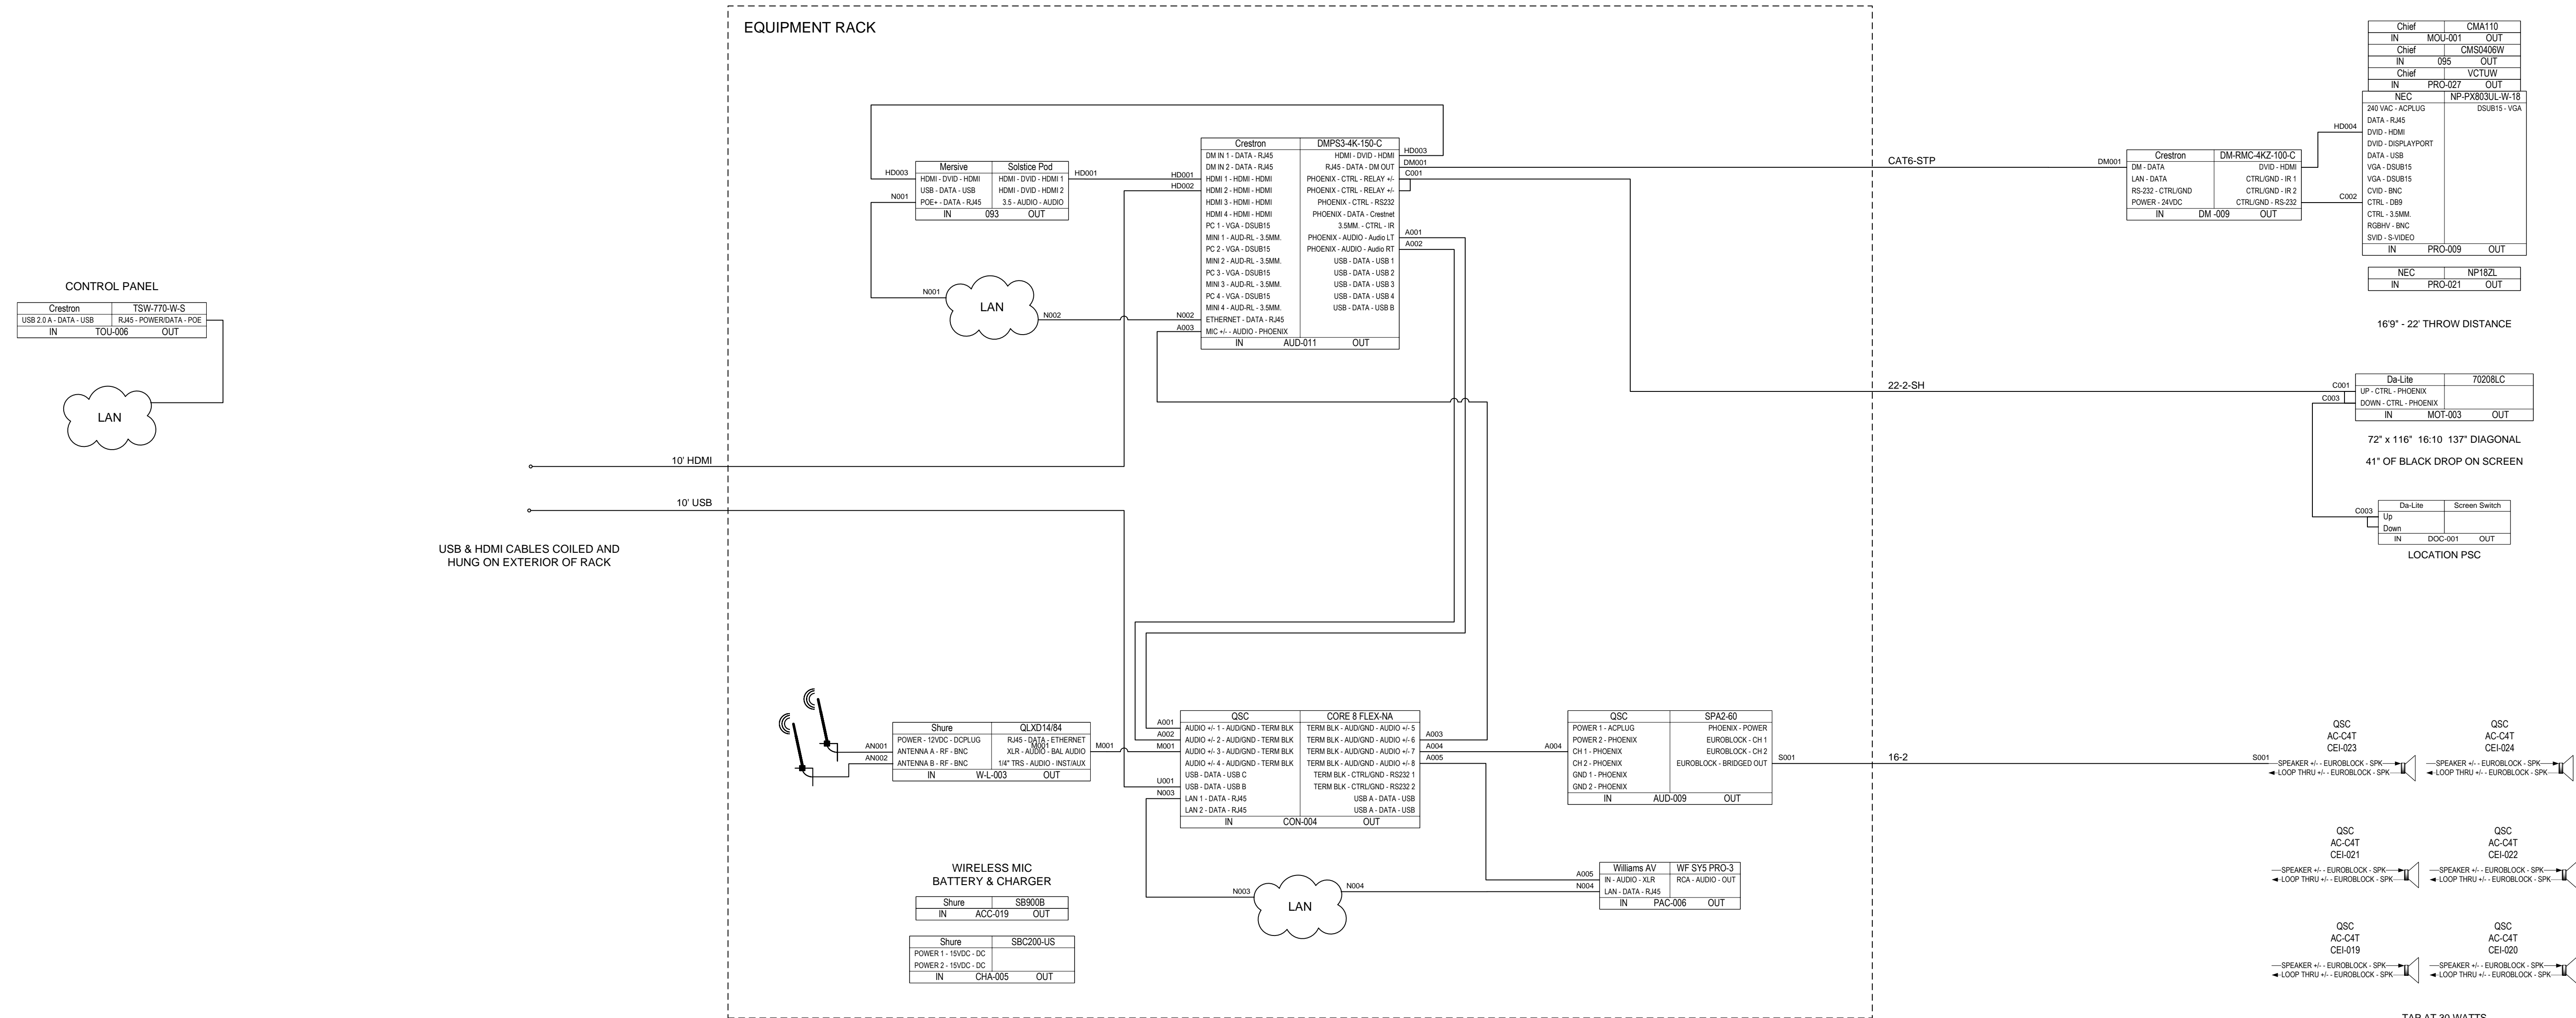 EQUIPMENT RACK
CONTROL PANEL
Crestron TSW-770-W-S
USB 2.0 A - DATA - USB RJ45 - POWER/DATA - POE
IN TOU-006 OUT
LAN
10' HDMI
10' USB
USB & HDMI CABLES COILED AND
HUNG ON EXTERIOR OF RACK
HD003
N001
Mersive Solstice Pod
HDMI - DVID - HDMI HDMI - DVID - HDMI 1
USB - DATA - USB HDMI - DVID - HDMI 2
POE+ - DATA - RJ45 3.5 - AUDIO - AUDIO
IN 093 OUT
HD001
N001
LAN
N002
HD001
HD002
N002
A003
Crestron DMPS3-4K-150-C
DM IN 1 - DATA - RJ45 HDMI - DVID - HDMI
DM IN 2 - DATA - RJ45 RJ45 - DATA - DM OUT
HDMI 1 - HDMI - HDMI PHOENIX - CTRL - RELAY +/-
HDMI 2 - HDMI - HDMI PHOENIX - CTRL - RELAY +/-
HDMI 3 - HDMI - HDMI PHOENIX - CTRL - RS232
HDMI 4 - HDMI - HDMI PHOENIX - DATA - Crestnet
PC 1 - VGA - DSUB15 3.5MM. - CTRL - IR
MINI 1 - AUD-RL - 3.5MM. PHOENIX - AUDIO - Audio LT
PC 2 - VGA - DSUB15 PHOENIX - AUDIO - Audio RT
MINI 2 - AUD-RL - 3.5MM. USB - DATA - USB 1
PC 3 - VGA - DSUB15 USB - DATA - USB 2
MINI 3 - AUD-RL - 3.5MM. USB - DATA - USB 3
PC 4 - VGA - DSUB15 USB - DATA - USB 4
MINI 4 - AUD-RL - 3.5MM. USB - DATA - USB B
ETHERNET - DATA - RJ45
MIC +/- - AUDIO - PHOENIX
IN AUD-011 OUT
HD003
DM001
C001
A001
A002
CAT6-STP
22-2-SH
DM001
Crestron DM-RMC-4KZ-100-C
DM - DATA DVID - HDMI
LAN - DATA CTRL/GND - IR 1
RS-232 - CTRL/GND CTRL/GND - IR 2
POWER - 24VDC CTRL/GND - RS-232
IN DM -009 OUT
HD004
C002
Chief CMA110
IN MOU-001 OUT
Chief CMS0406W
IN 095 OUT
Chief VCTUW
IN PRO-027 OUT
NEC NP-PX803UL-W-18
240 VAC - ACPLUG DSUB15 - VGA
DATA - RJ45
DVID - HDMI
DVID - DISPLAYPORT
DATA - USB
VGA - DSUB15
VGA - DSUB15
CVID - BNC
CTRL - DB9
CTRL - 3.5MM.
RGBHV - BNC
SVID - S-VIDEO
IN PRO-009 OUT
NEC NP18ZL
IN PRO-021 OUT
16'9" - 22' THROW DISTANCE
C001
C003
Da-Lite 70208LC
UP - CTRL - PHOENIX
DOWN - CTRL - PHOENIX
IN MOT-003 OUT
72" x 116" 16:10 137" DIAGONAL
41" OF BLACK DROP ON SCREEN
C003
Da-Lite Screen Switch
Up
Down
IN DOC-001 OUT
LOCATION PSC
AN001
AN002
Shure QLXD14/84
POWER - 12VDC - DCPLUG RJ45 - DATA - ETHERNET
ANTENNA A - RF - BNC XLR - AUDIO - BAL AUDIO
M001
ANTENNA B - RF - BNC 1/4" TRS - AUDIO - INST/AUX
IN W-L-003 OUT
M001
A001
A002
M001
U001
N003
QSC CORE 8 FLEX-NA
AUDIO +/- 1 - AUD/GND - TERM BLK TERM BLK - AUD/GND - AUDIO +/- 5
AUDIO +/- 2 - AUD/GND - TERM BLK TERM BLK - AUD/GND - AUDIO +/- 6
AUDIO +/- 3 - AUD/GND - TERM BLK TERM BLK - AUD/GND - AUDIO +/- 7
AUDIO +/- 4 - AUD/GND - TERM BLK TERM BLK - AUD/GND - AUDIO +/- 8
USB - DATA - USB C TERM BLK - CTRL/GND - RS232 1
USB - DATA - USB B TERM BLK - CTRL/GND - RS232 2
LAN 1 - DATA - RJ45 USB A - DATA - USB
LAN 2 - DATA - RJ45 USB A - DATA - USB
IN CON-004 OUT
A003
A004
A005
A004
QSC SPA2-60
POWER 1 - ACPLUG PHOENIX - POWER
POWER 2 - PHOENIX EUROBLOCK - CH 1
CH 1 - PHOENIX EUROBLOCK - CH 2
CH 2 - PHOENIX EUROBLOCK - BRIDGED OUT
GND 1 - PHOENIX
GND 2 - PHOENIX
IN AUD-009 OUT
S001
16-2
S001
N003
LAN
N004
A005
N004
Williams AV WF SY5 PRO-3
IN - AUDIO - XLR RCA - AUDIO - OUT
LAN - DATA - RJ45
IN PAC-006 OUT
WIRELESS MIC
BATTERY & CHARGER
Shure SB900B
IN ACC-019 OUT
Shure SBC200-US
POWER 1 - 15VDC - DC
POWER 2 - 15VDC - DC
IN CHA-005 OUT
QSC
AC-C4T
CEI-023
SPEAKER +/- - EUROBLOCK - SPK
LOOP THRU +/- - EUROBLOCK - SPK
QSC
AC-C4T
CEI-024
SPEAKER +/- - EUROBLOCK - SPK
LOOP THRU +/- - EUROBLOCK - SPK
QSC
AC-C4T
CEI-021
SPEAKER +/- - EUROBLOCK - SPK
LOOP THRU +/- - EUROBLOCK - SPK
QSC
AC-C4T
CEI-022
SPEAKER +/- - EUROBLOCK - SPK
LOOP THRU +/- - EUROBLOCK - SPK
QSC
AC-C4T
CEI-019
SPEAKER +/- - EUROBLOCK - SPK
LOOP THRU +/- - EUROBLOCK - SPK
QSC
AC-C4T
CEI-020
SPEAKER +/- - EUROBLOCK - SPK
LOOP THRU +/- - EUROBLOCK - SPK
TAP AT 30 WATTS